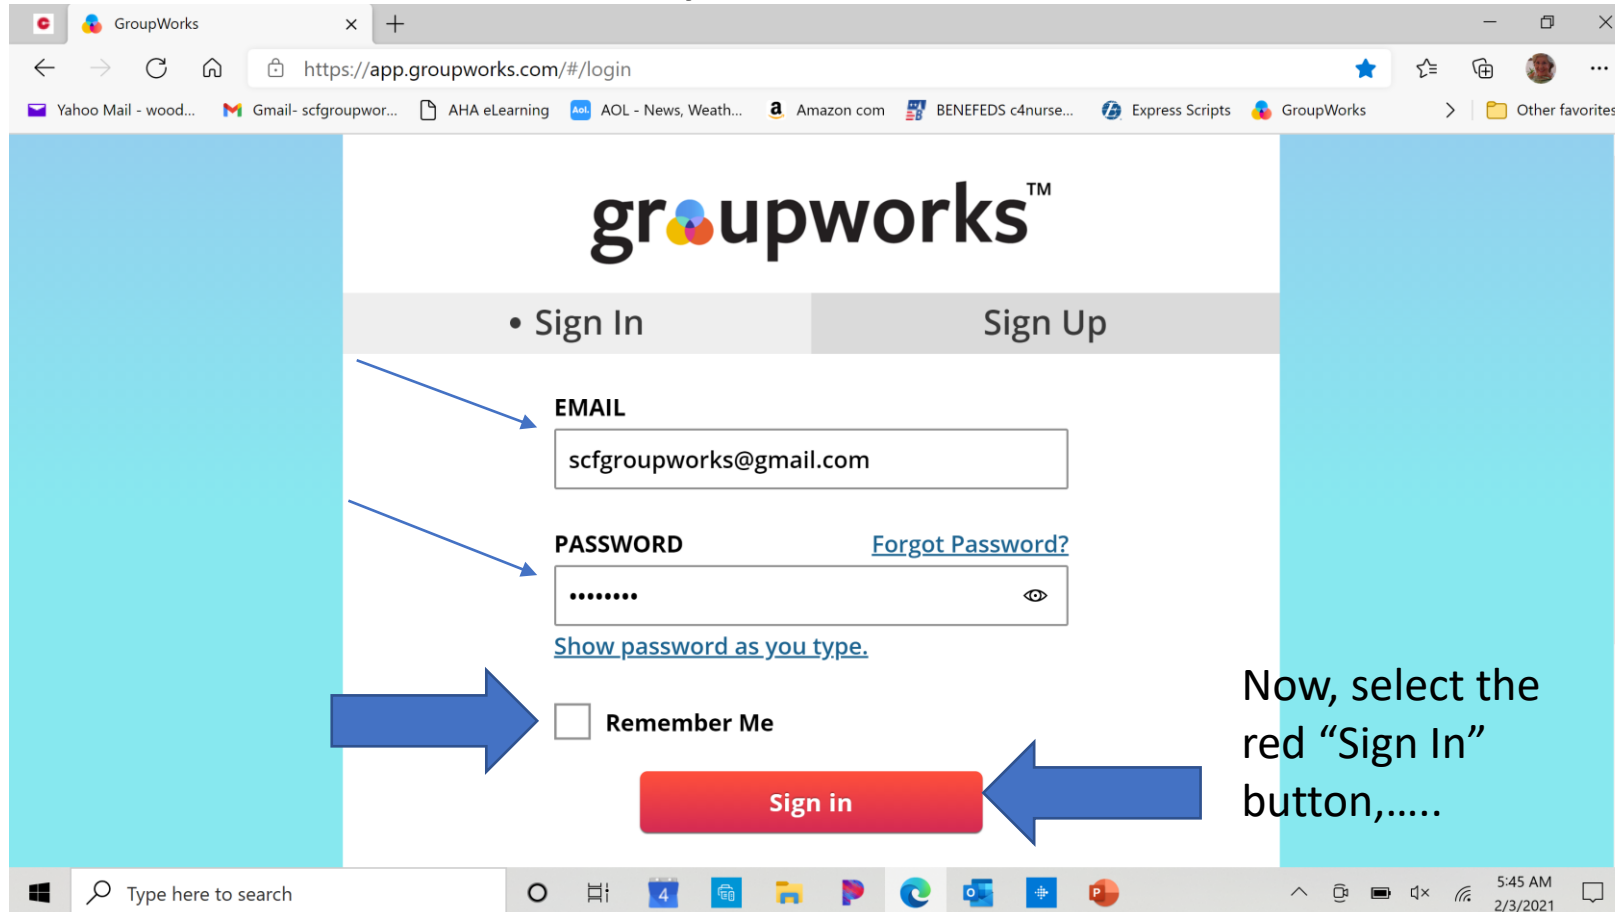 GroupWorks
https://app.groupworks.com/#/login
Yahoo Mail - wood... Gmail- scfgroupwor... AHA eLearning Aol. AOL - News, Weath... a Amazon com BENEFEDS c4nurse... Express Scripts GroupWorks Other favorites
groupworks™
• Sign In Sign Up
EMAIL
scfgroupworks@gmail.com
PASSWORD Forgot Password?
••••••••
Show password as you type.
Remember Me
Sign in
Now, select the
red “Sign In”
button,.....
Type here to search
4
5:45 AM
2/3/2021